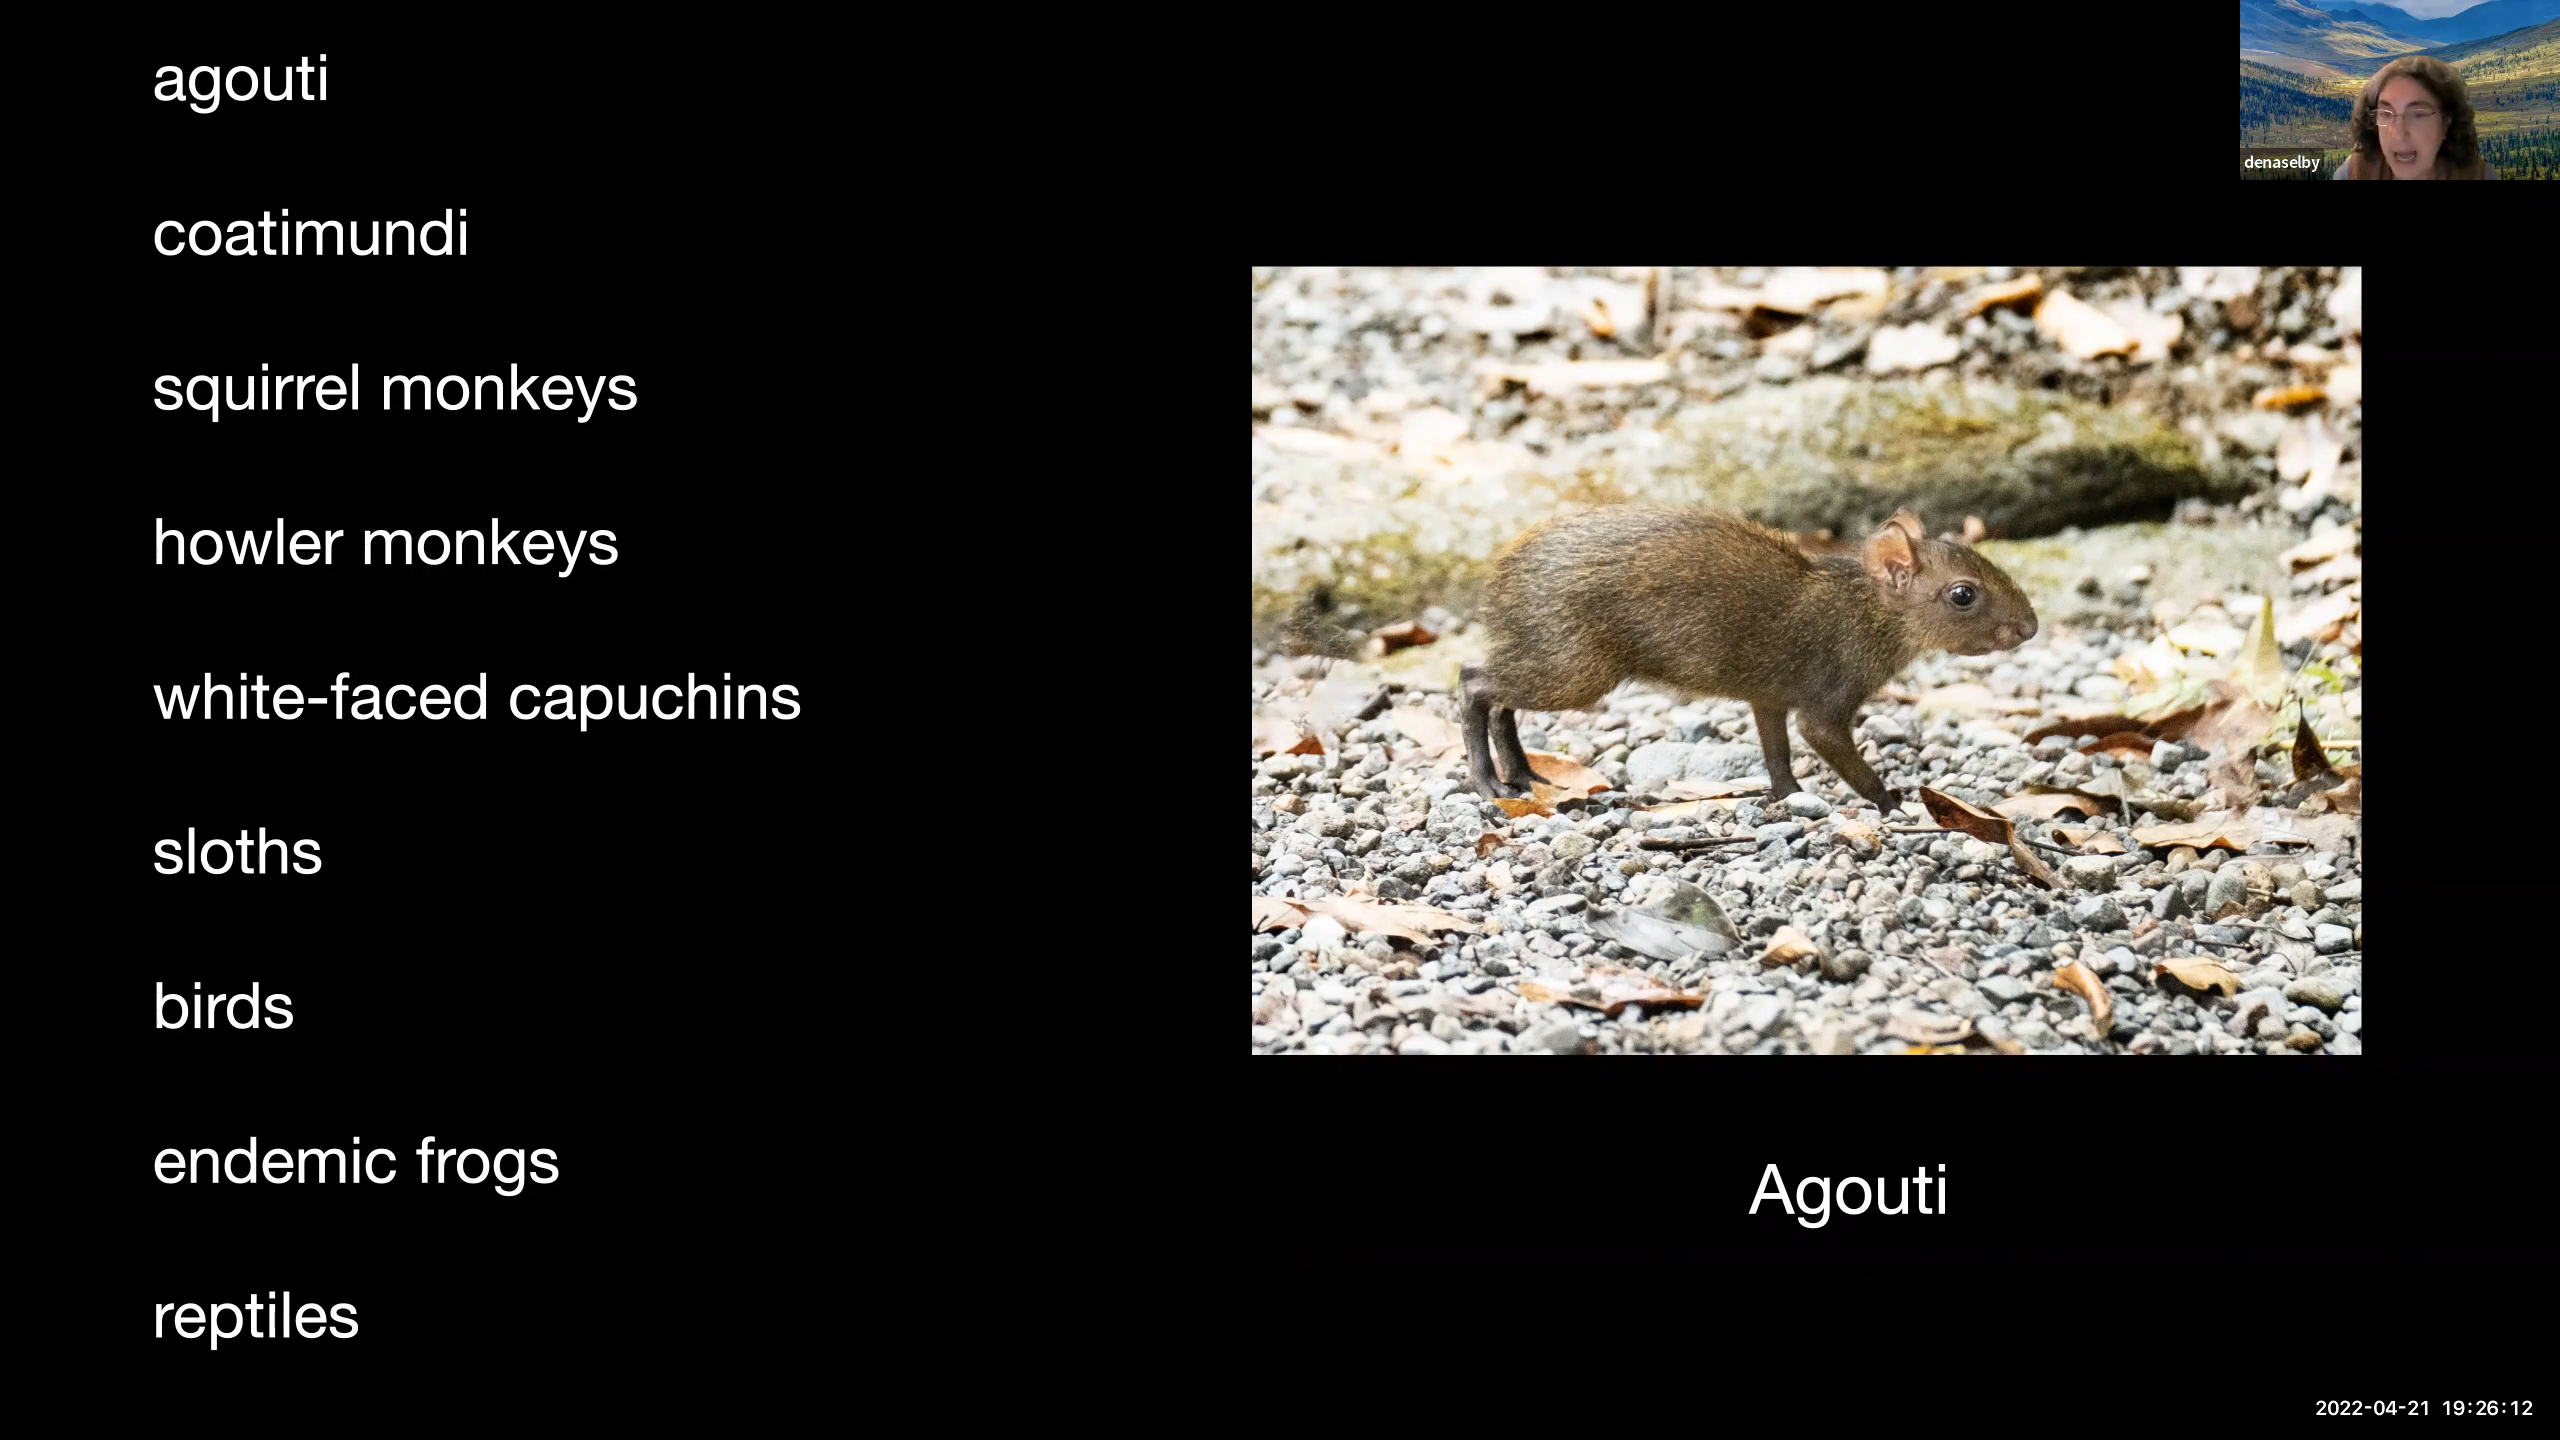 agouti
coatimundi
squirrel monkeys
howler monkeys
white-faced capuchins
sloths
birds
endemic frogs
reptiles
denaselby
Agouti
2022-04-21 19:26:12